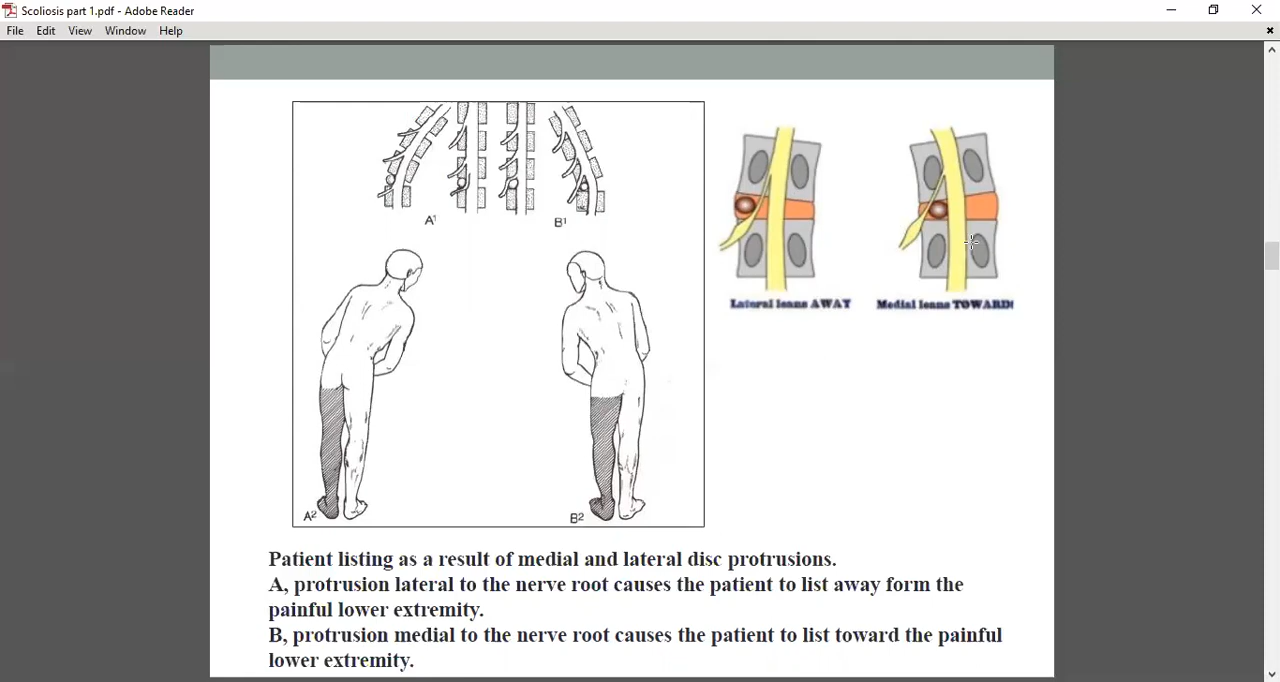 Scoliosis part 1.pdf - Adobe Reader
File Edit View Window Help
A1 B1
Lateral leans AWAY Medial leans TOWARDS
A2 B2
Patient listing as a result of medial and lateral disc protrusions.
A, protrusion lateral to the nerve root causes the patient to list away form the
painful lower extremity.
B, protrusion medial to the nerve root causes the patient to list toward the painful
lower extremity.